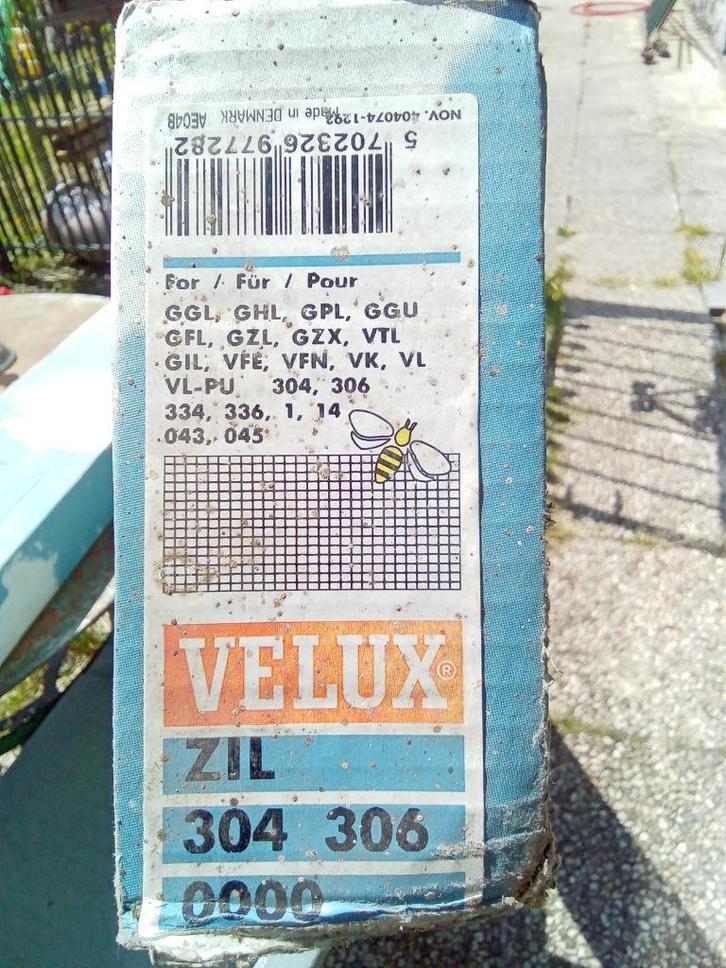 NOV. 404074-1292 Made in DENMARK AE04B
5 702326 977282
For / Für / Pour
GGL, GHL, GPL, GGU
GFL, GZL, GZX, VTL
GIL, VFE, VFN, VK, VL
VL-PU 304, 306
334, 336, 1, 14
043, 045
VELUX®
ZIL
304 306
0000